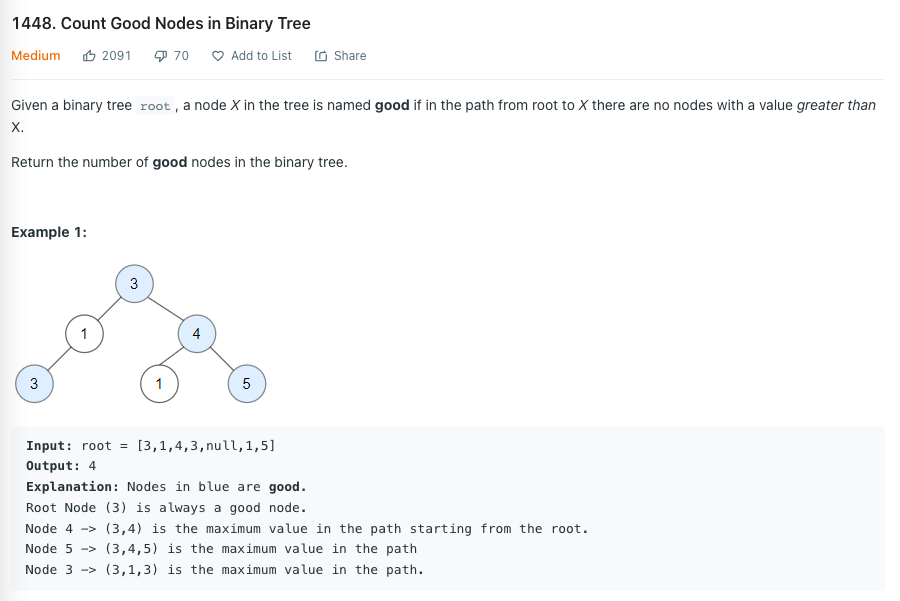 1448. Count Good Nodes in Binary Tree
Medium 2091 70 Add to List Share
Given a binary tree root , a node X in the tree is named good if in the path from root to X there are no nodes with a value greater than
X.
Return the number of good nodes in the binary tree.
Example 1:
3
1 4
3 1 5
Input: root = [3,1,4,3,null,1,5]
Output: 4
Explanation: Nodes in blue are good.
Root Node (3) is always a good node.
Node 4 -> (3,4) is the maximum value in the path starting from the root.
Node 5 -> (3,4,5) is the maximum value in the path
Node 3 -> (3,1,3) is the maximum value in the path.